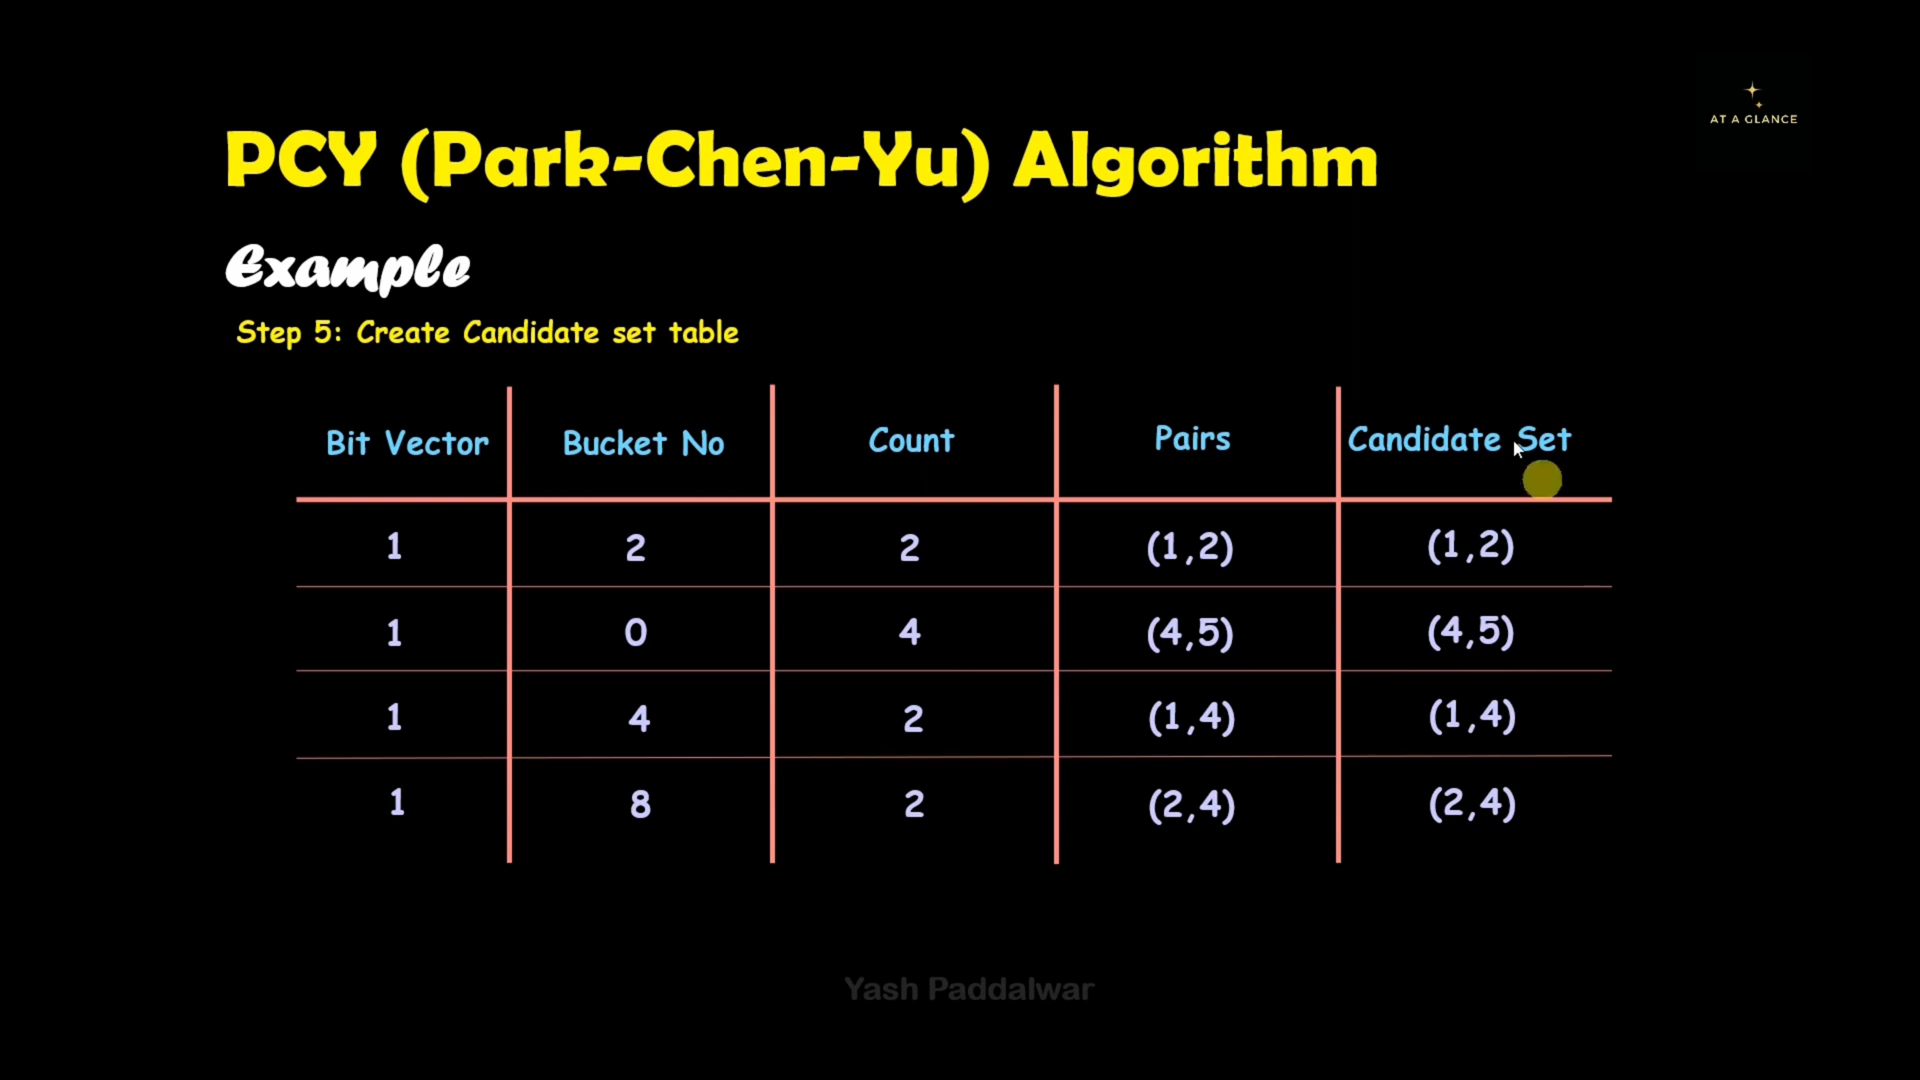 AT A GLANCE
PCY (Park-Chen-Yu) Algorithm
Example
Step 5: Create Candidate set table
Bit Vector Bucket No Count Pairs Candidate Set
1 2 2 (1,2) (1,2)
1 0 4 (4,5) (4,5)
1 4 2 (1,4) (1,4)
1 8 2 (2,4) (2,4)
Yash Paddalwar